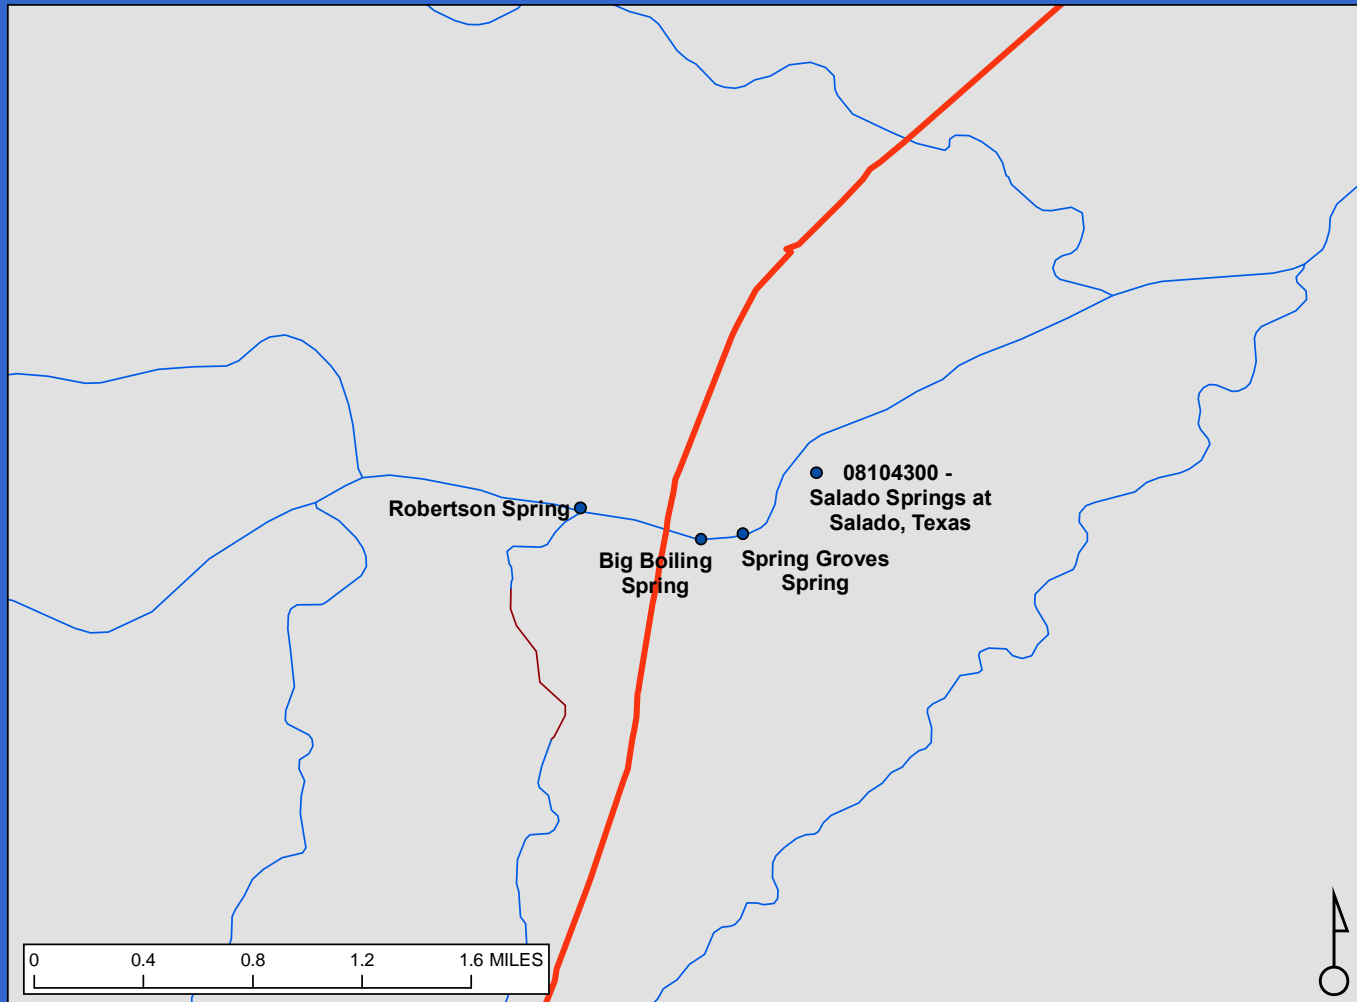 08104300 -
Salado Springs at
Salado, Texas
Robertson Spring
Big Boiling
Spring
Spring Groves
Spring
0 0.4 0.8 1.2 1.6 MILES